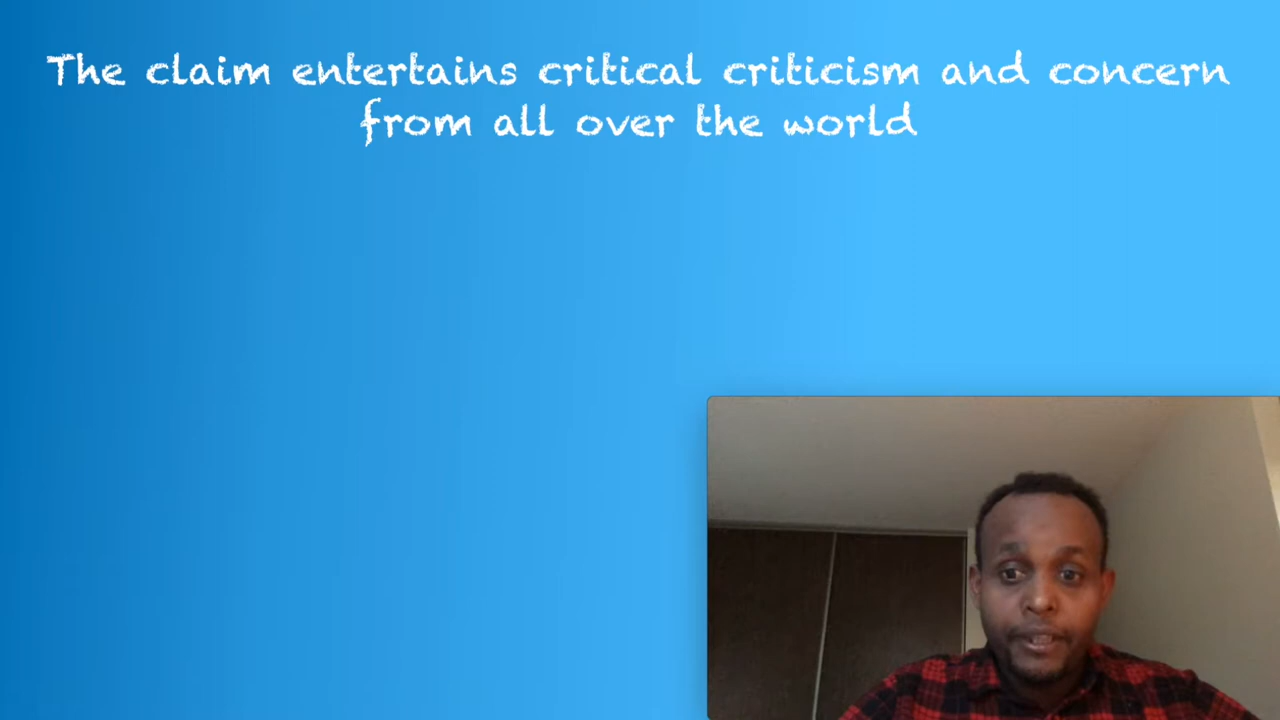 The claim entertains critical criticism and concern
from all over the world